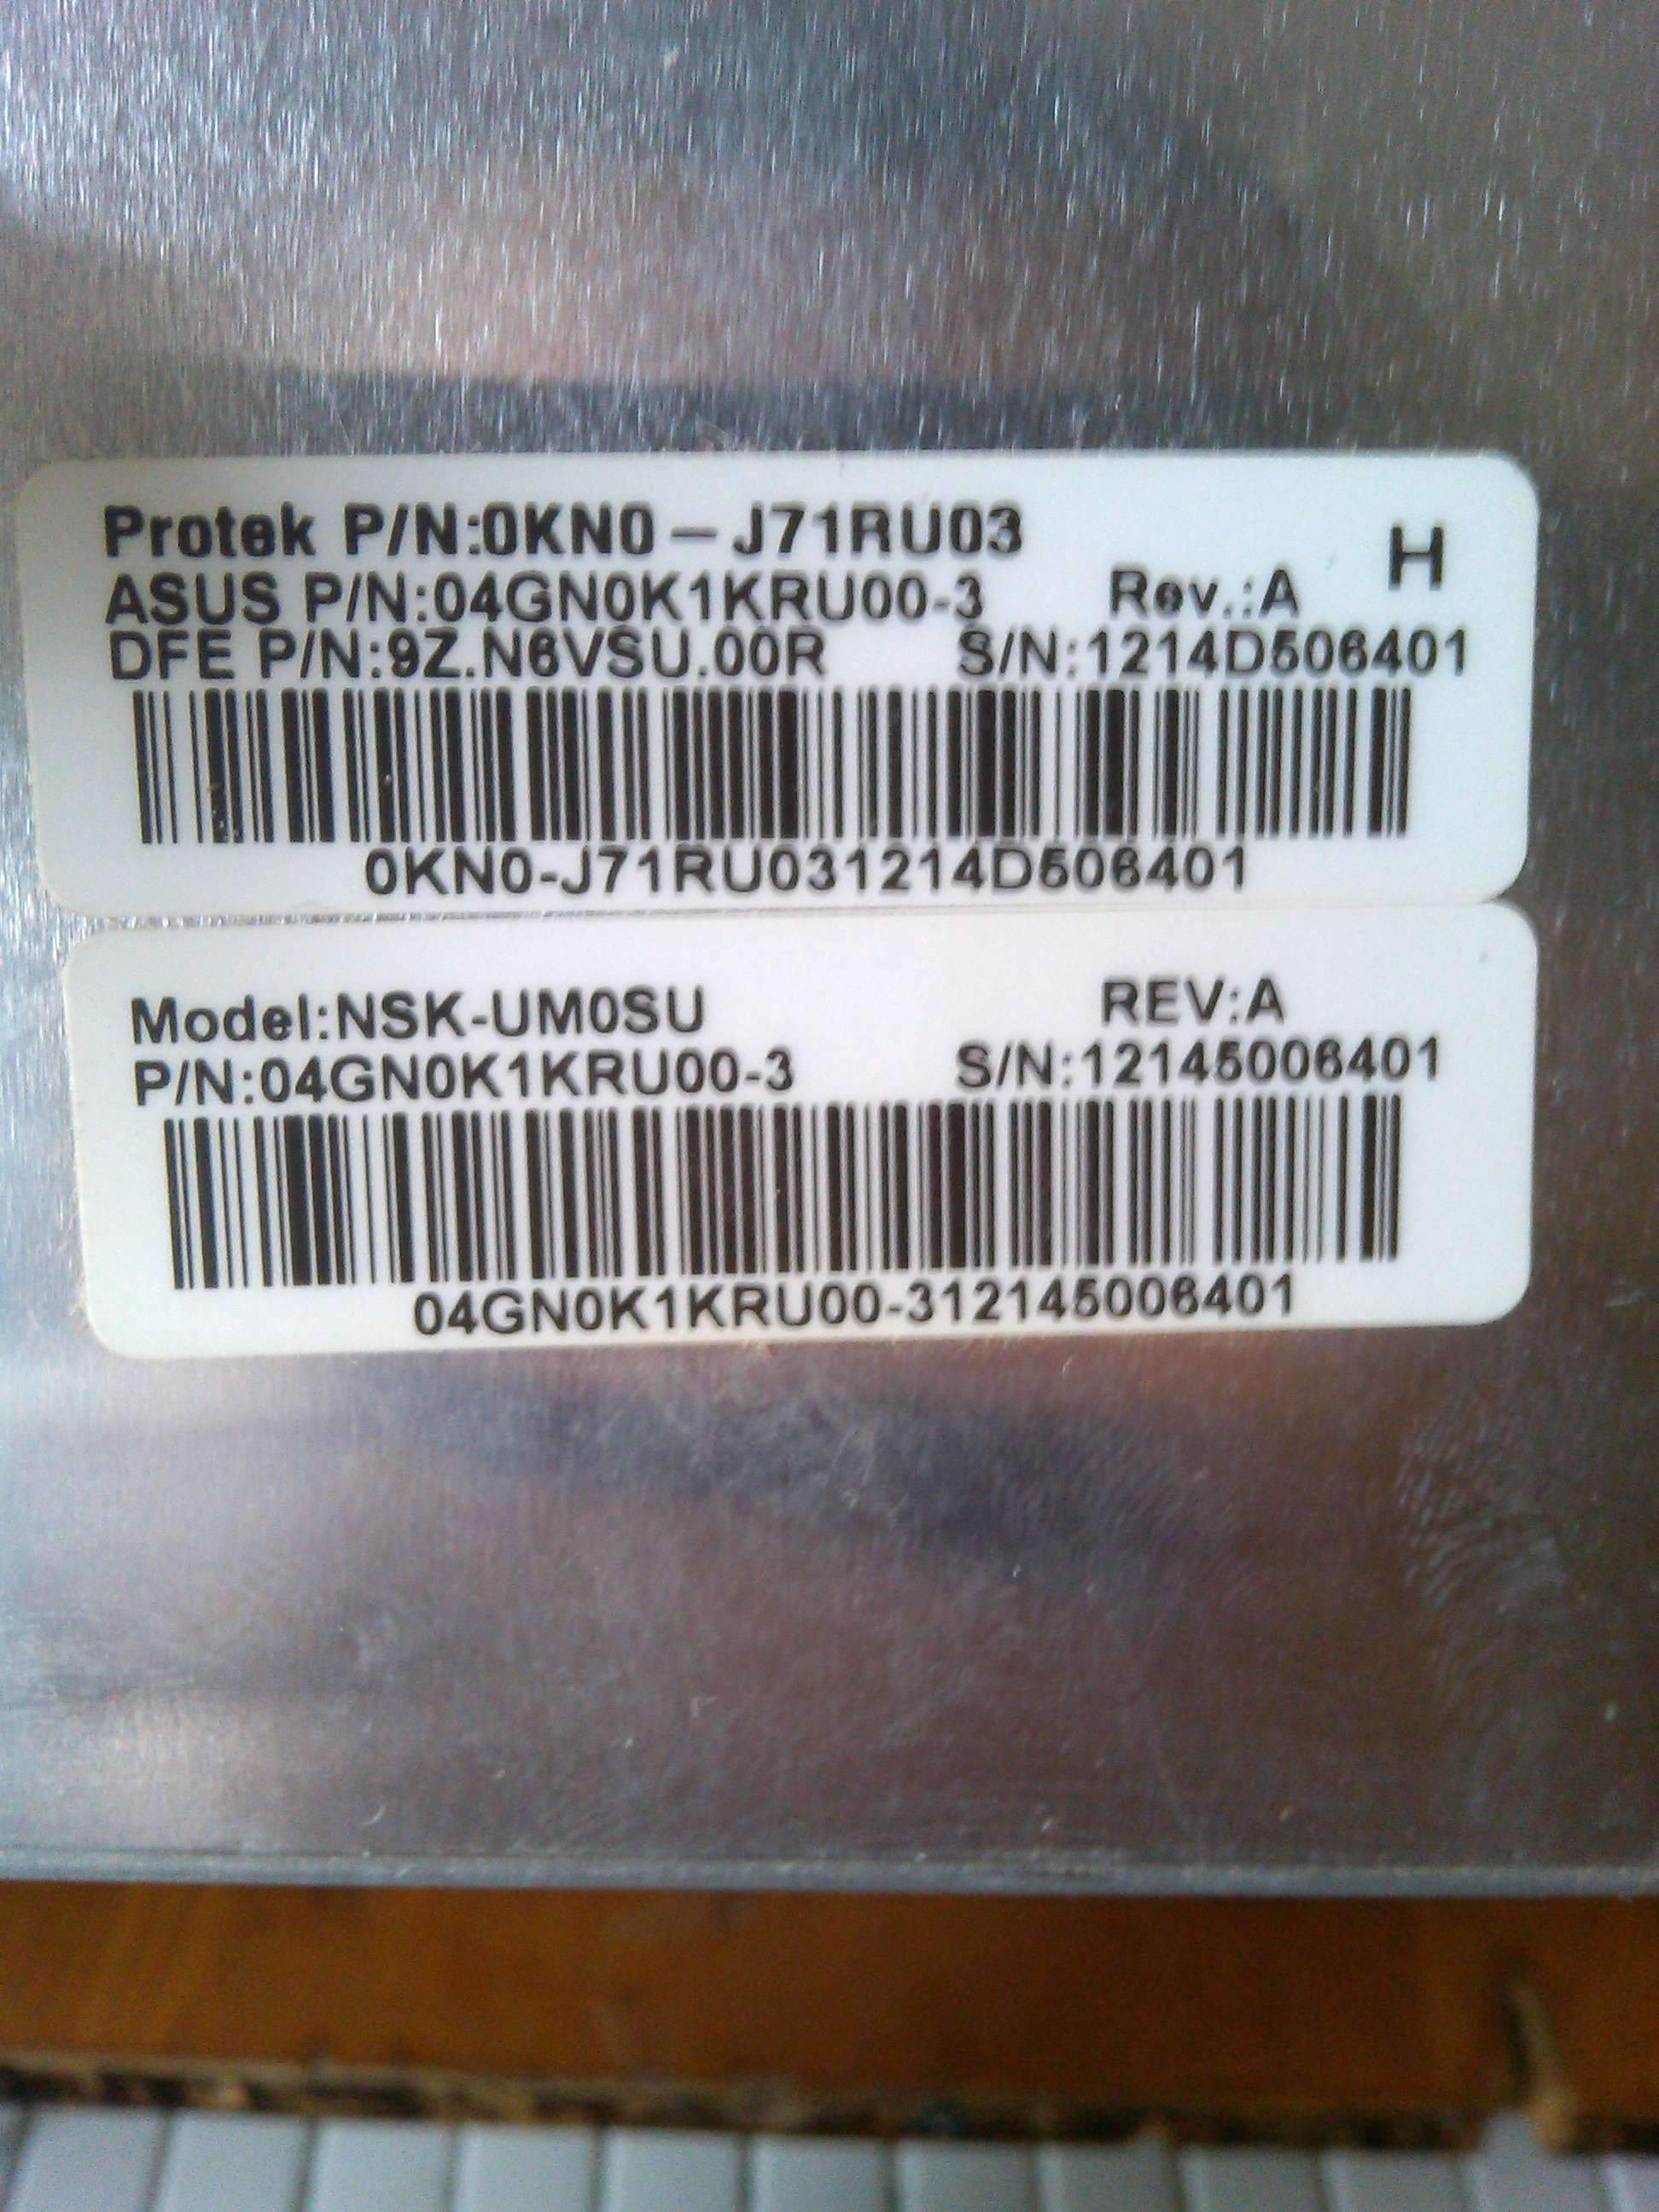 Protek P/N:0KN0-J71RU03
H
ASUS P/N:04GN0K1KRU00-3 Rev.:A
DFE P/N:9Z.N6VSU.00R S/N:1214D506401
0KN0-J71RU031214D506401
Model:NSK-UM0SU REV:A
P/N:04GN0K1KRU00-3 S/N:12145006401
04GN0K1KRU00-312145006401